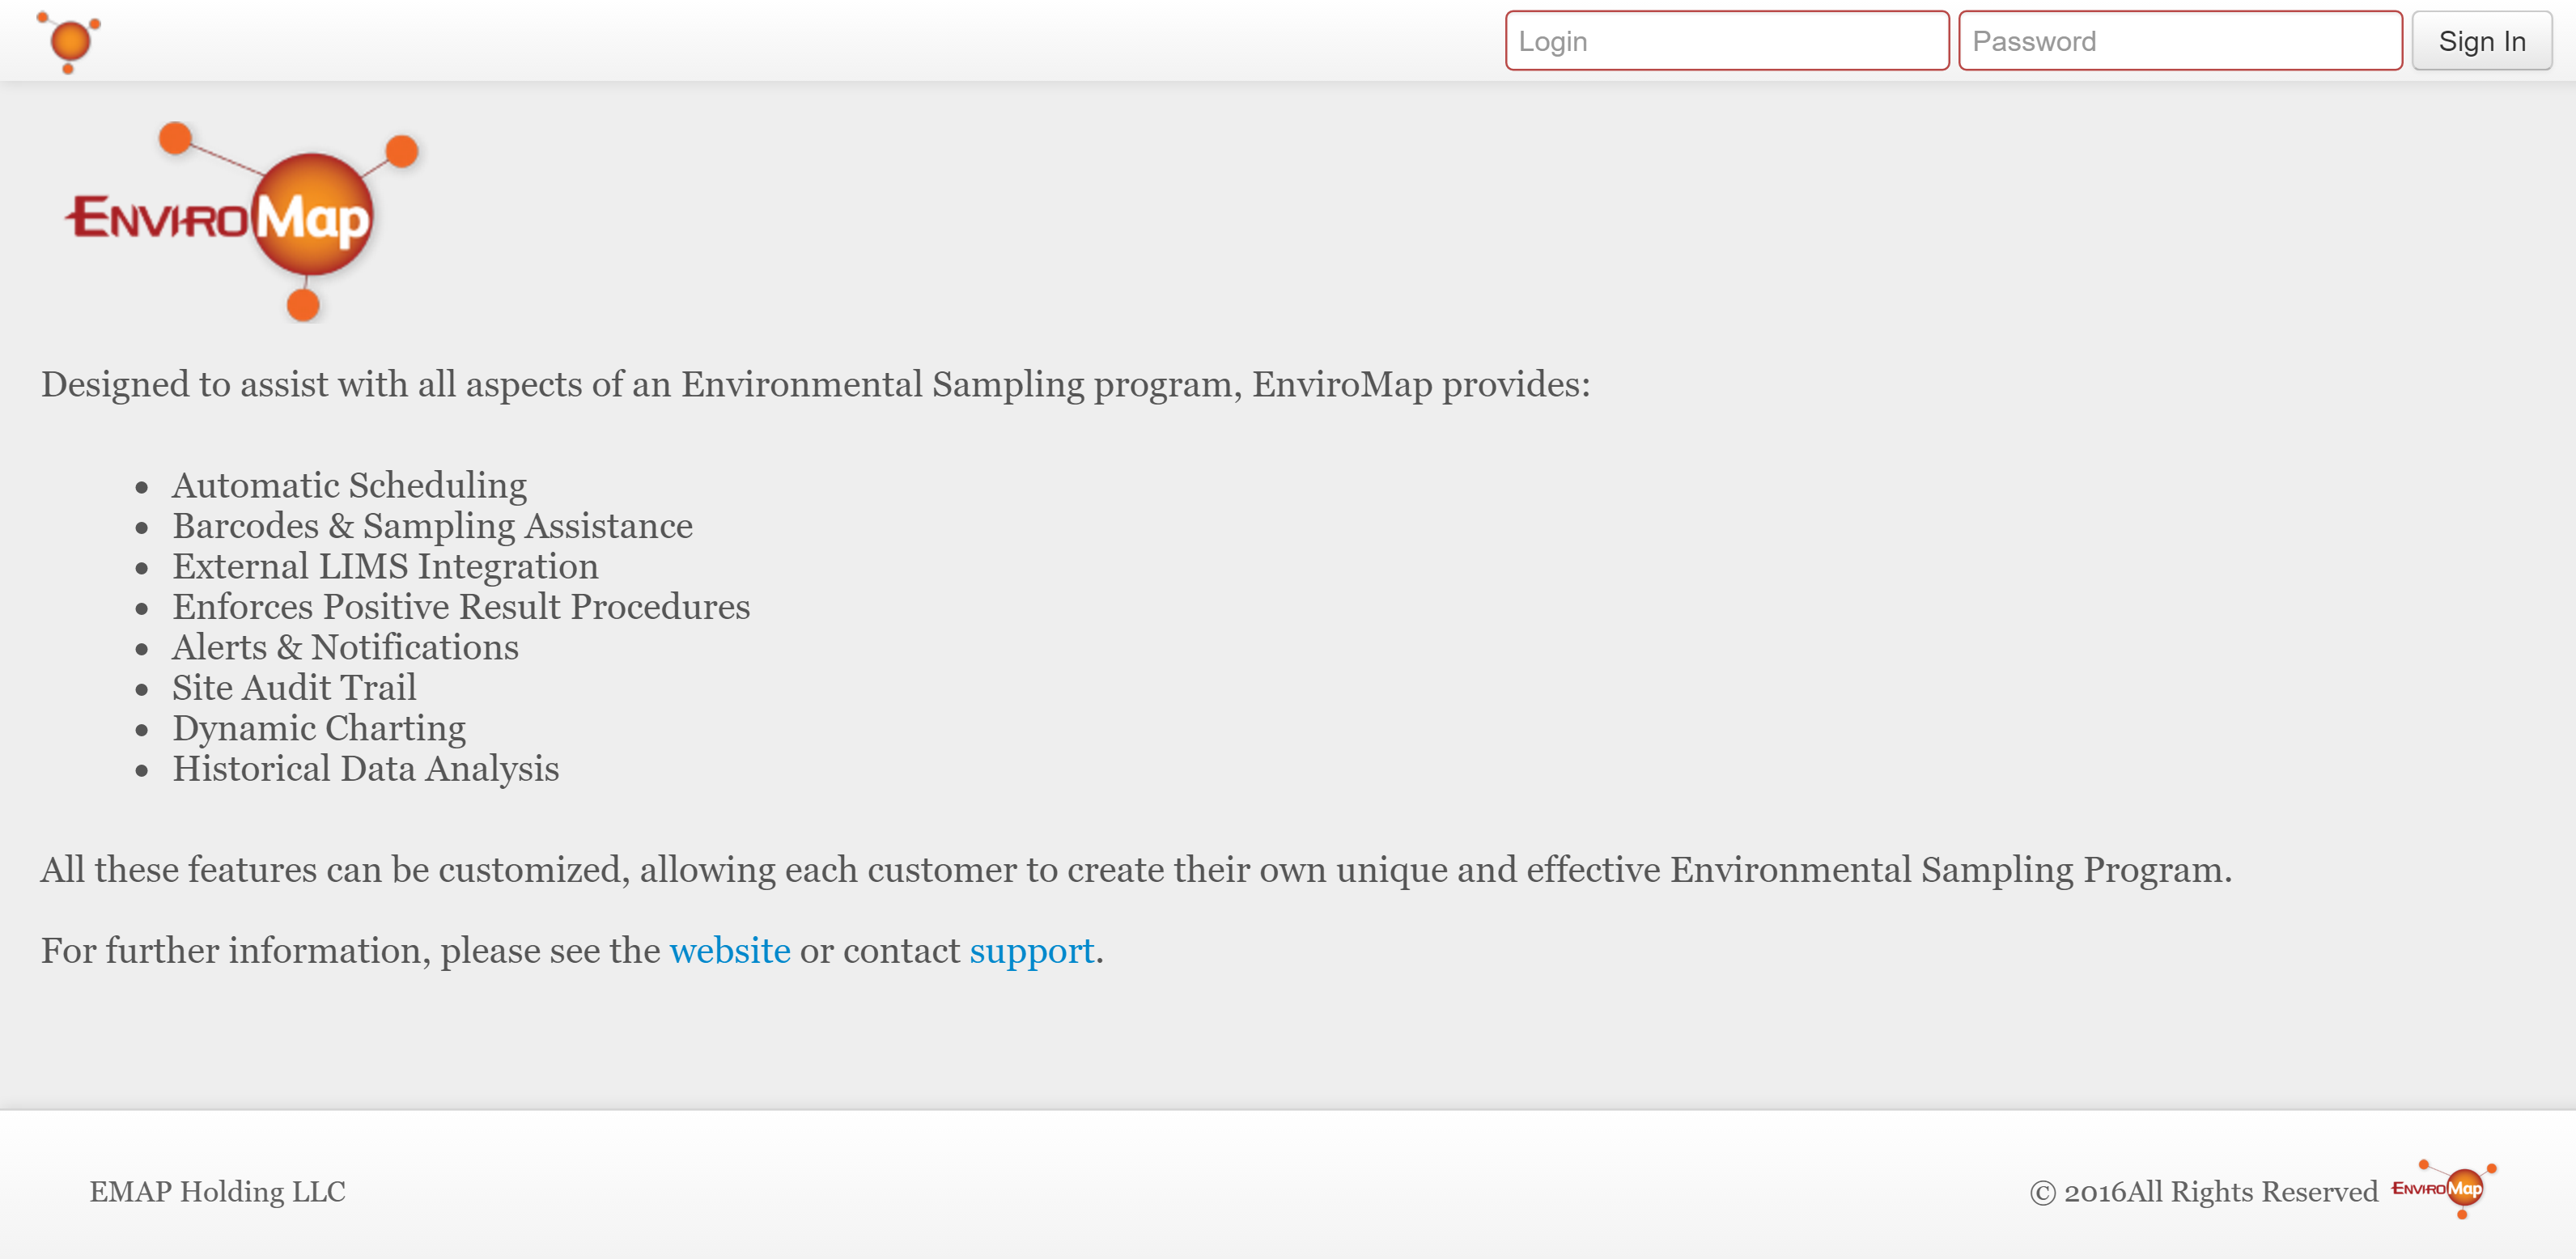 Login
Password
Sign In
ENVIROMap
Designed to assist with all aspects of an Environmental Sampling program, EnviroMap provides:
• Automatic Scheduling
• Barcodes & Sampling Assistance
• External LIMS Integration
• Enforces Positive Result Procedures
• Alerts & Notifications
• Site Audit Trail
• Dynamic Charting
• Historical Data Analysis
All these features can be customized, allowing each customer to create their own unique and effective Environmental Sampling Program.
For further information, please see the website or contact support.
EMAP Holding LLC
© 2016All Rights Reserved
ENVIROMap